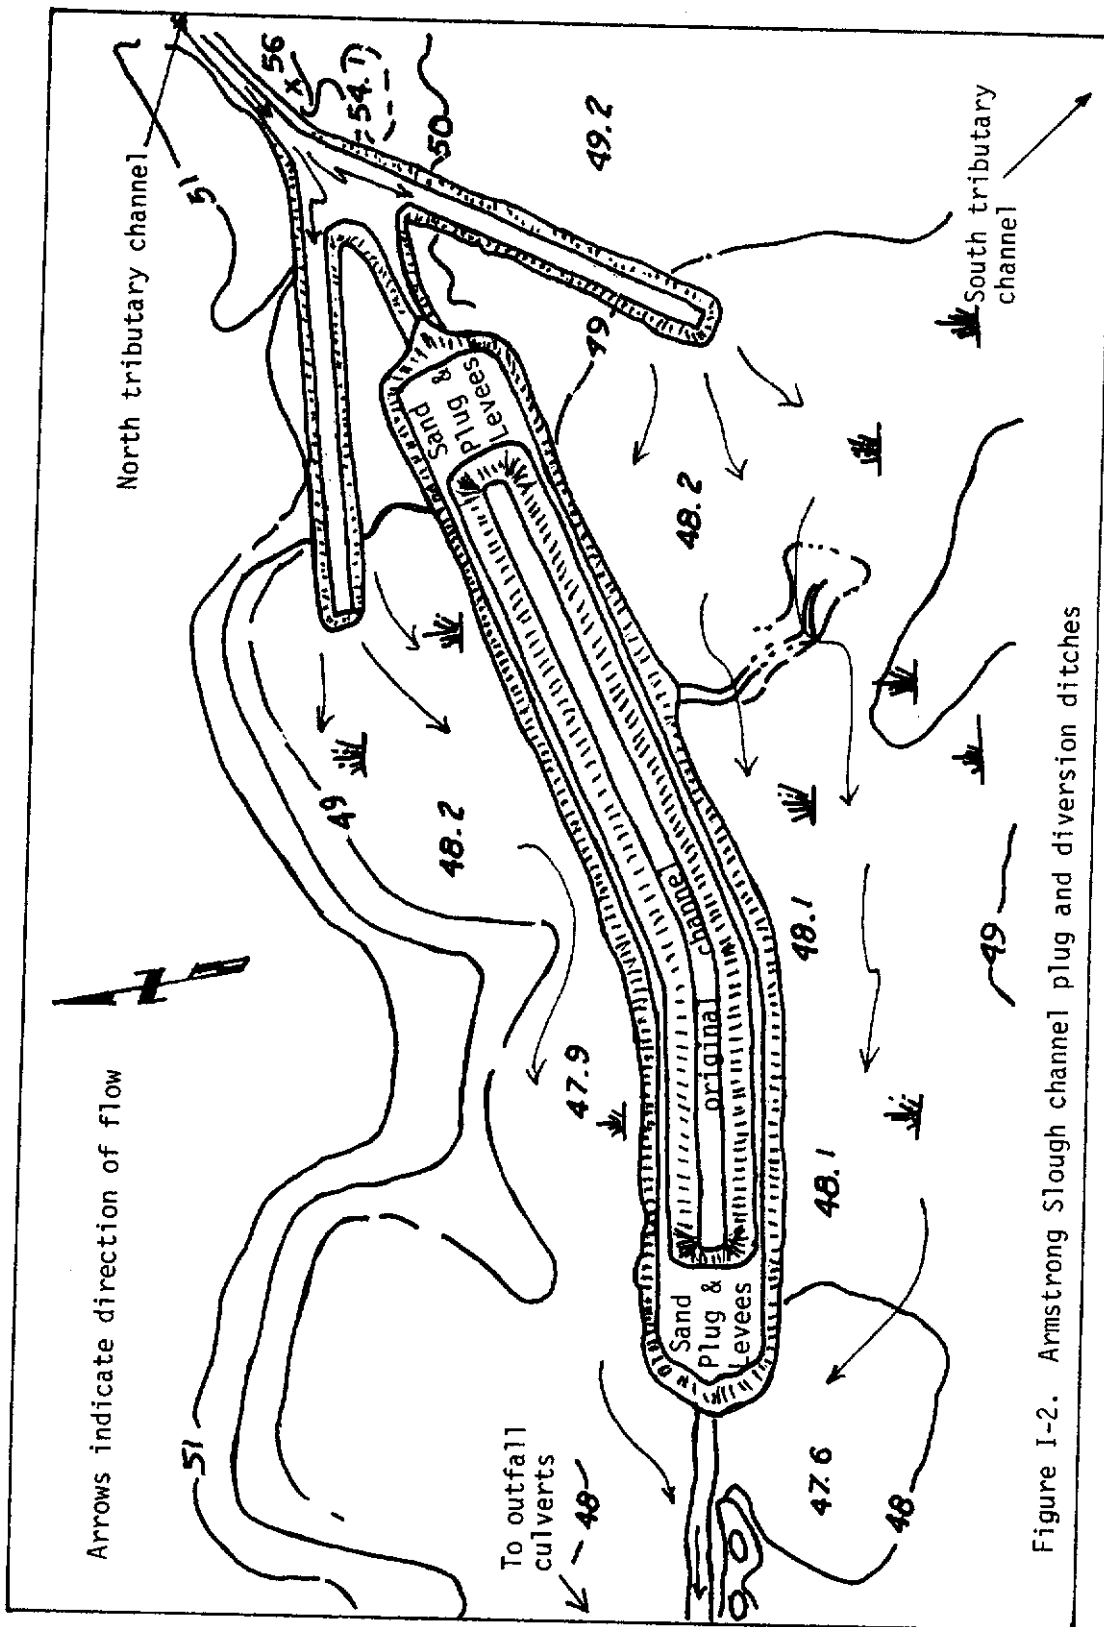 Arrows indicate direction of flow
North tributary channel
51
51
x 56
(54.7)
50
49.2
South tributary
channel
49
49
48.2
48.2
Sand
Plug &
Levees
original channel
47.9
48.1
48.1
49
Sand
Plug &
Levees
To outfall
culverts
48
47.6
48
N
Figure I-2. Armstrong Slough channel plug and diversion ditches